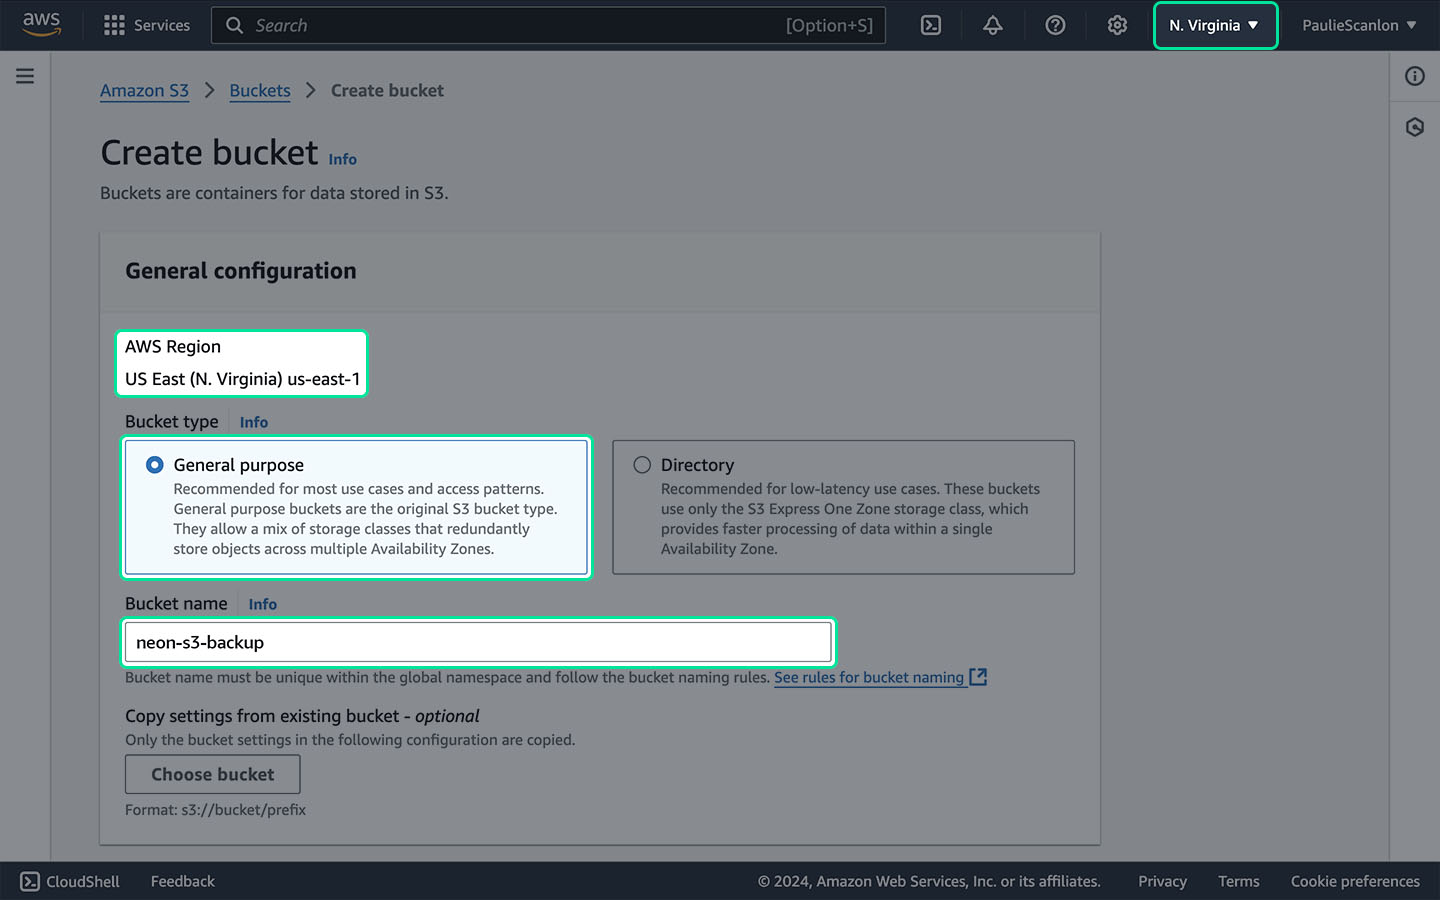 aws Services Search [Option+S] N. Virginia ▼ PaulieScanlon ▼
Amazon S3 > Buckets > Create bucket
Create bucket Info
Buckets are containers for data stored in S3.
General configuration
AWS Region
US East (N. Virginia) us-east-1
Bucket type Info
General purpose
Recommended for most use cases and access patterns.
General purpose buckets are the original S3 bucket type.
They allow a mix of storage classes that redundantly
store objects across multiple Availability Zones.
Directory
Recommended for low-latency use cases. These buckets
use only the S3 Express One Zone storage class, which
provides faster processing of data within a single
Availability Zone.
Bucket name Info
neon-s3-backup
Bucket name must be unique within the global namespace and follow the bucket naming rules. See rules for bucket naming
Copy settings from existing bucket - optional
Only the bucket settings in the following configuration are copied.
Choose bucket
Format: s3://bucket/prefix
CloudShell Feedback © 2024, Amazon Web Services, Inc. or its affiliates. Privacy Terms Cookie preferences